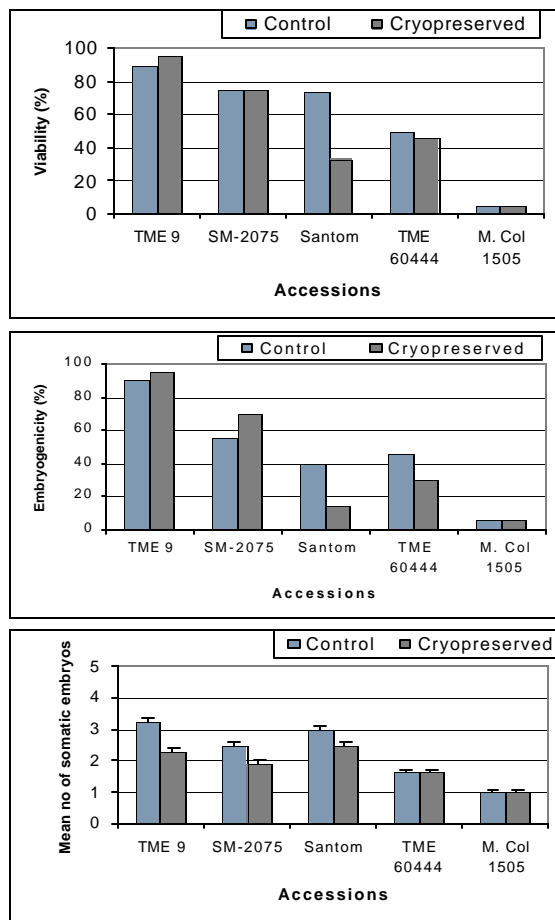 Control Cryopreserved
Viability (%)
100
80
60
40
20
0
TME 9 SM-2075 Santom TME 60444 M. Col 1505
Accessions
Control Cryopreserved
Embryogenicity (%)
100
80
60
40
20
0
TME 9 SM-2075 Santom TME 60444 M. Col 1505
Accessions
Control Cryopreserved
Mean no of somatic embryos
5
4
3
2
1
0
TME 9 SM-2075 Santom TME 60444 M. Col 1505
Accessions